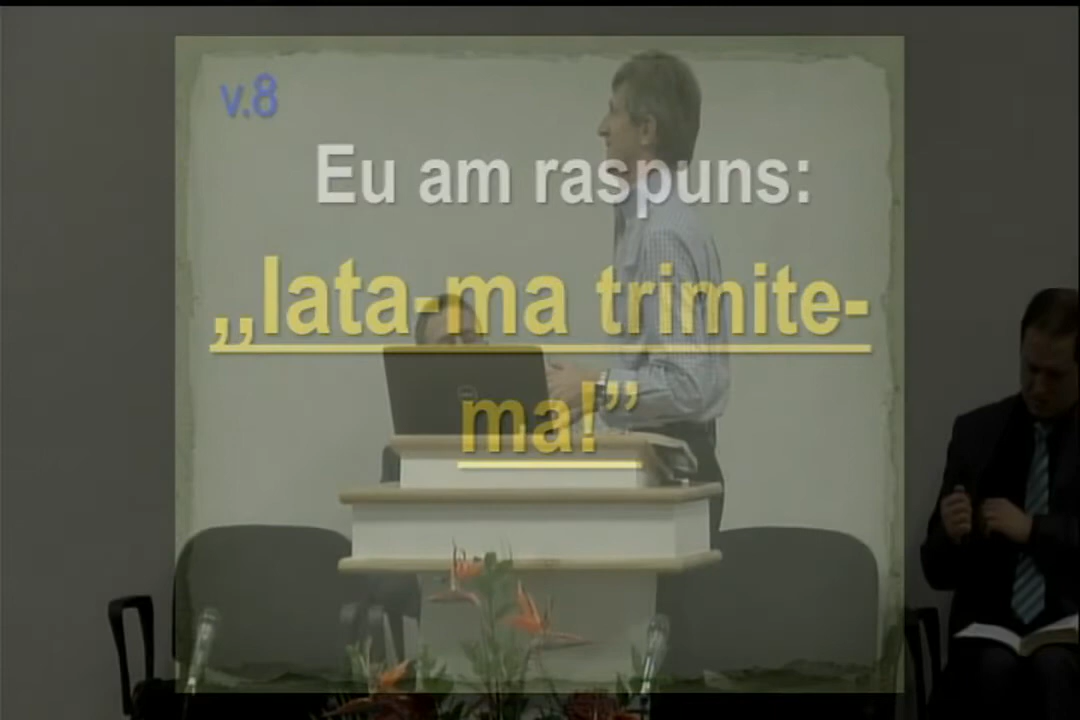 v.8
Eu am raspuns:
,,Iata-ma trimite-
ma!”